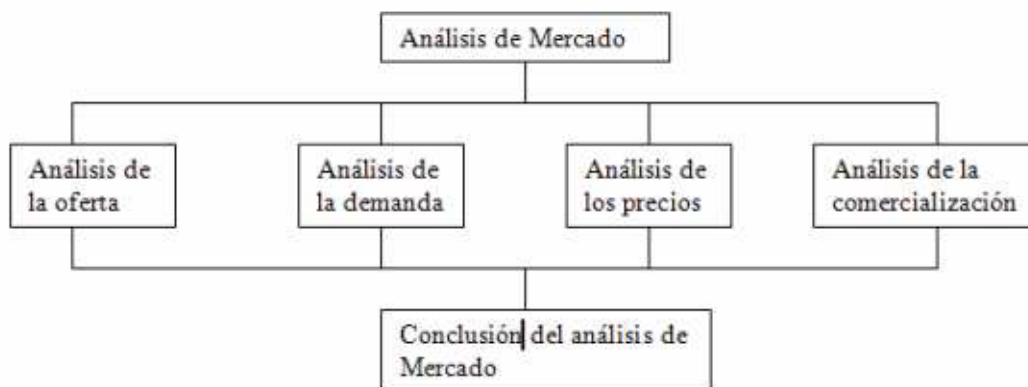 Análisis de Mercado
Análisis de
la oferta
Análisis de
la demanda
Análisis de
los precios
Análisis de la
comercialización
Conclusión del análisis de
Mercado